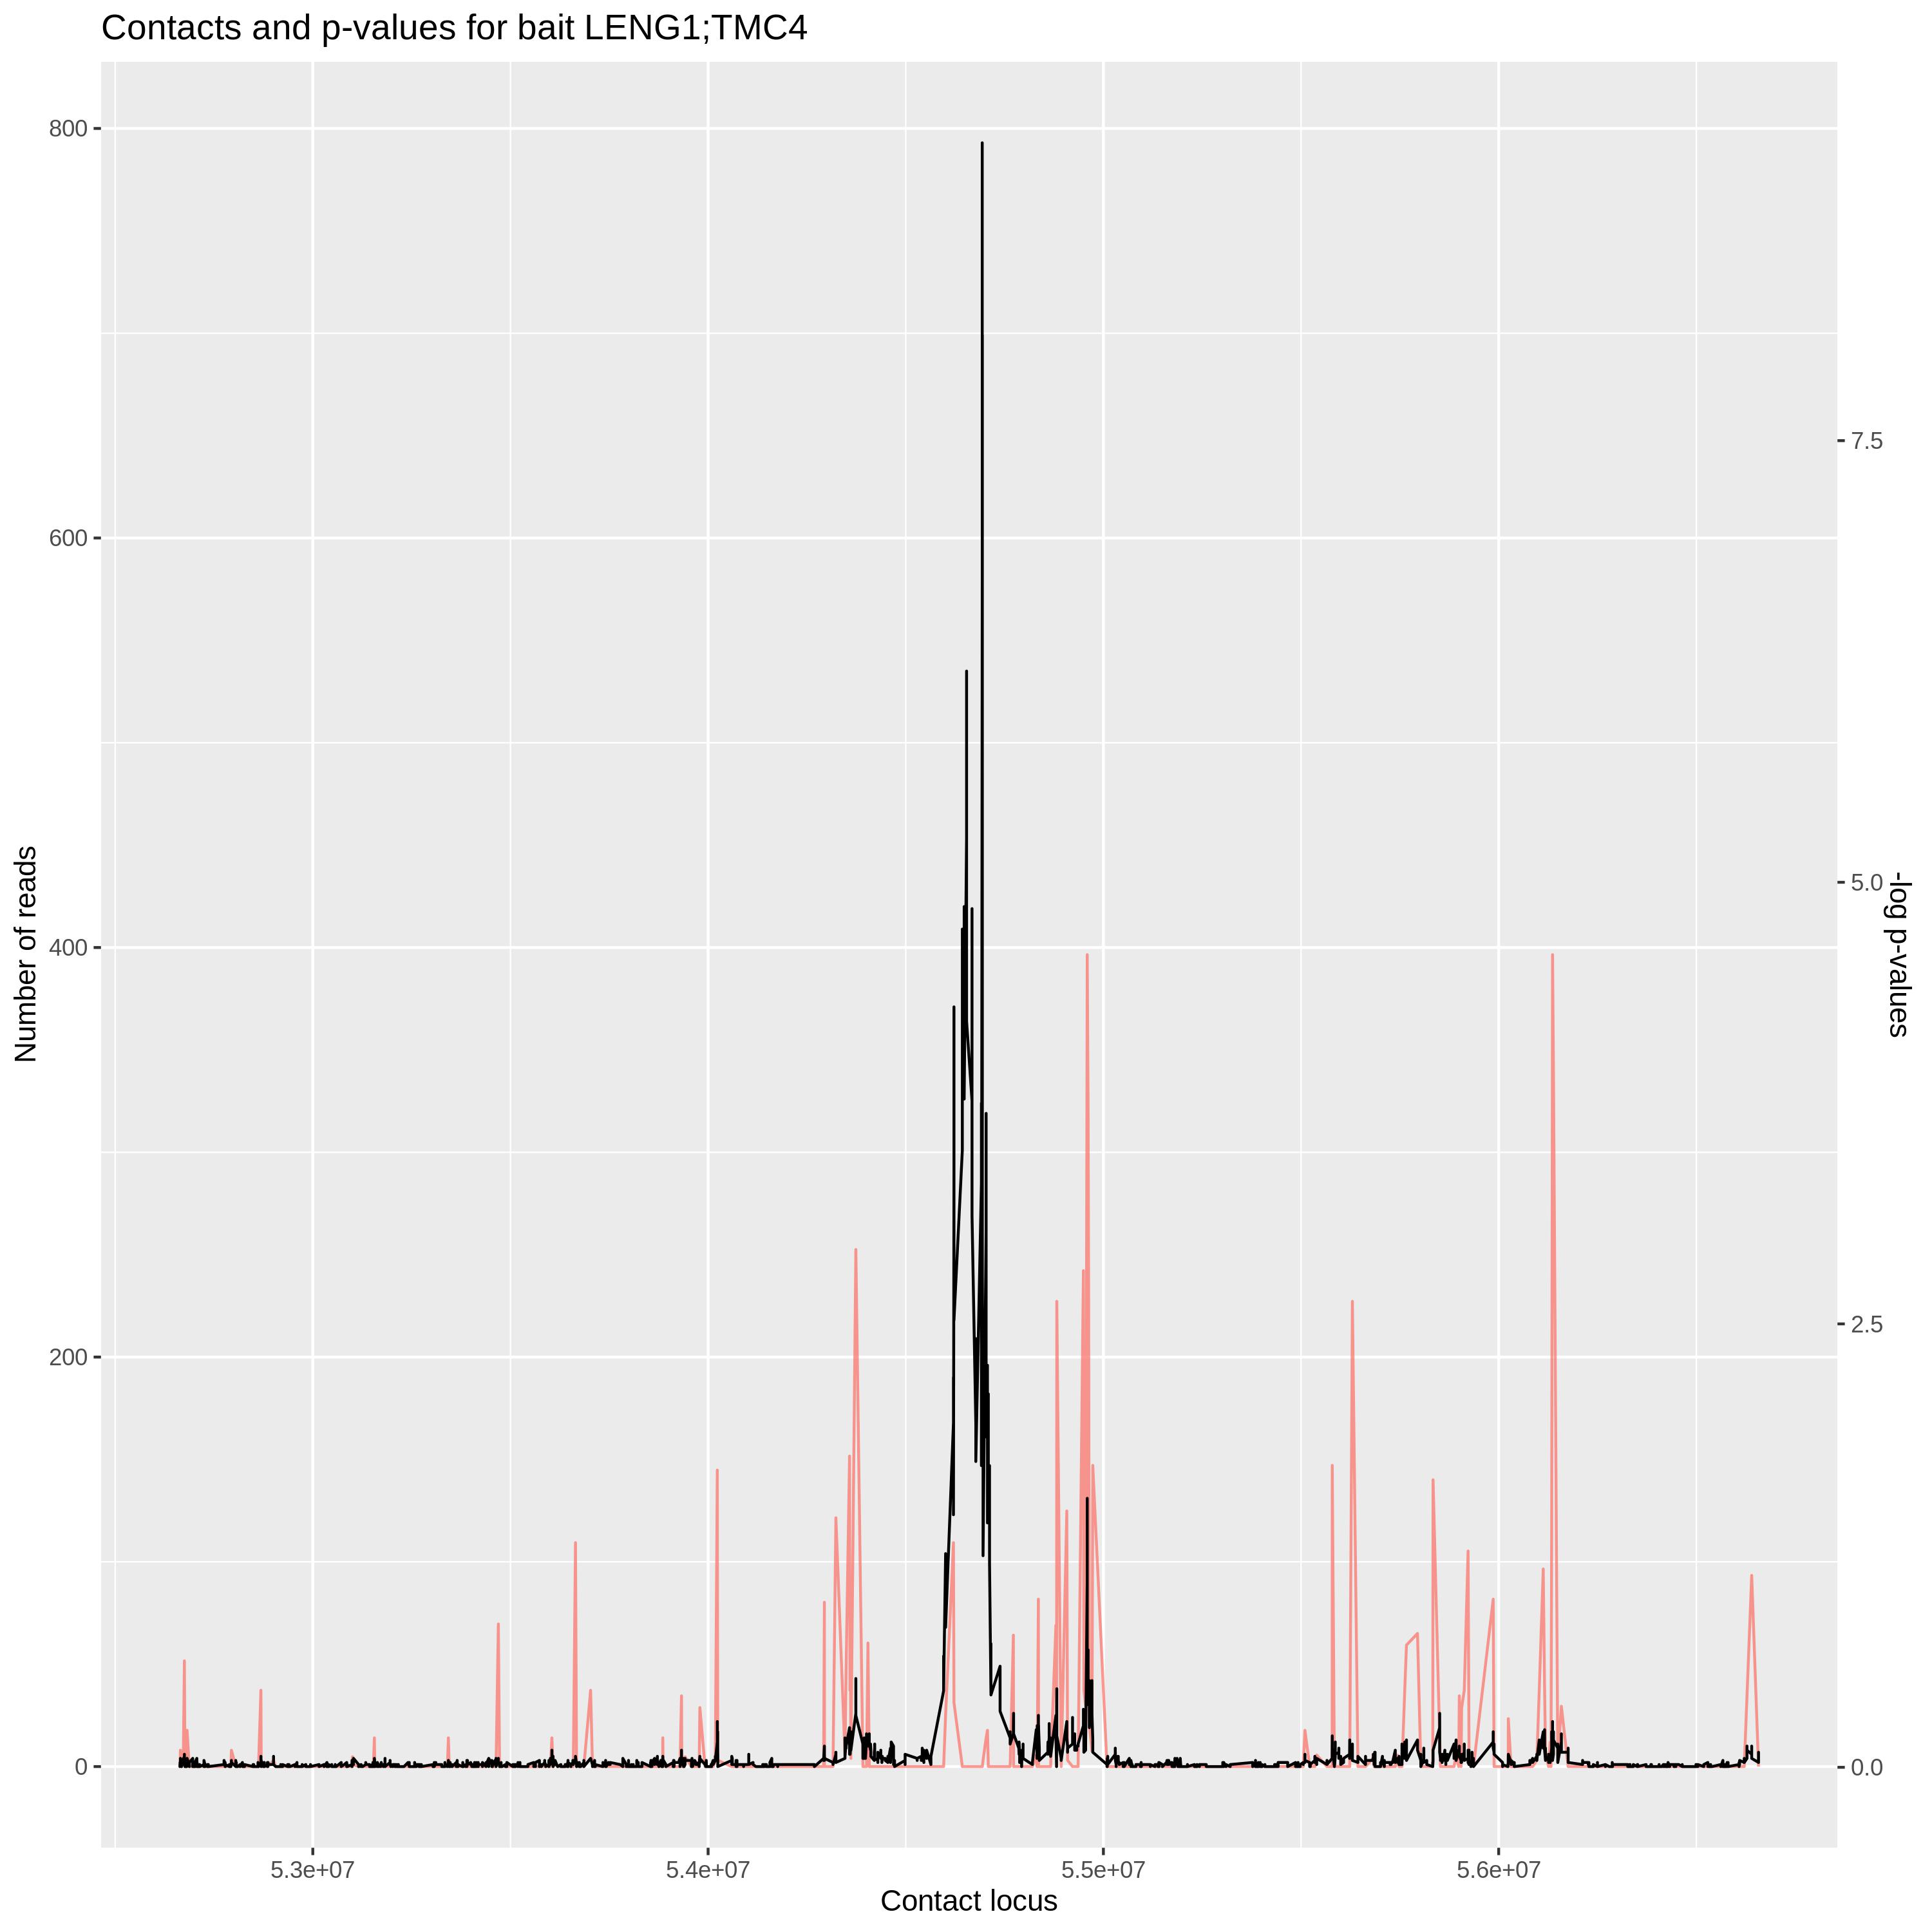 Contacts and p-values for bait LENG1;TMC4
800
600
400
200
0
Number of reads
7.5
5.0
2.5
0.0
-log p-values
5.3e+07
5.4e+07
5.5e+07
5.6e+07
Contact locus